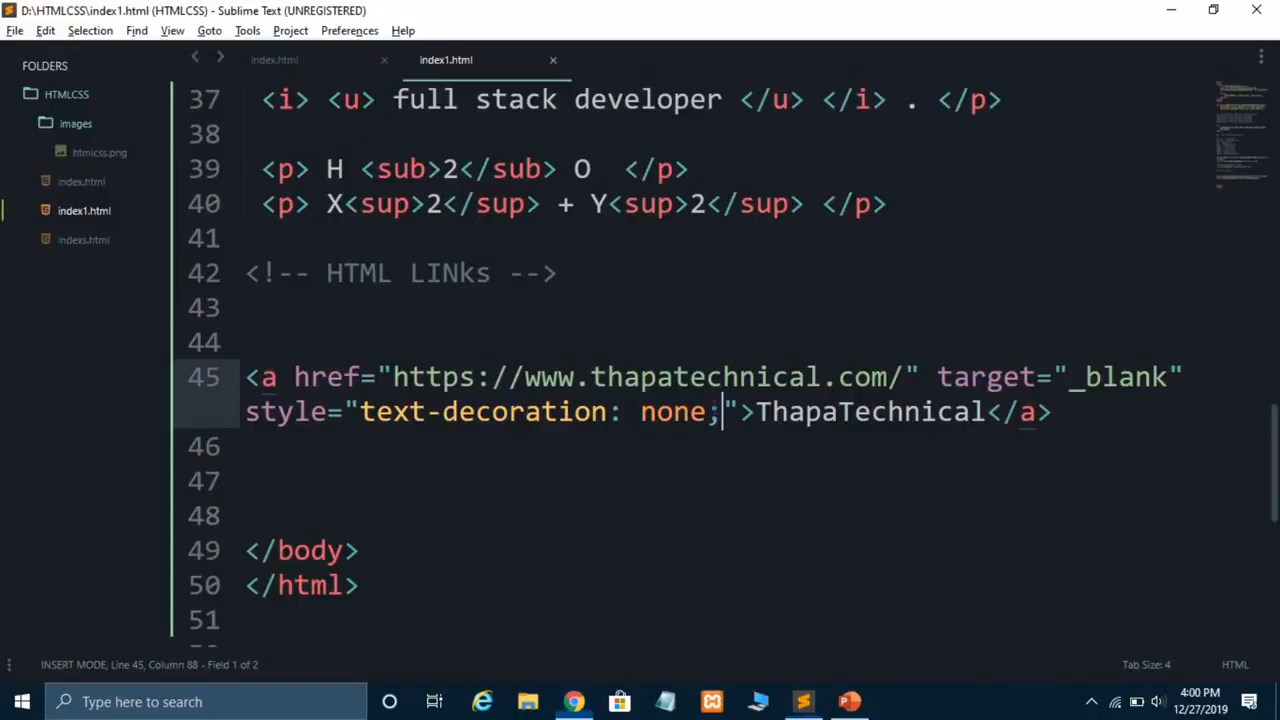 D:\HTMLCSS\index1.html (HTMLCSS) - Sublime Text (UNREGISTERED)
File Edit Selection Find View Goto Tools Project Preferences Help
FOLDERS
HTMLCSS
images
htmlcss.png
index.html
index1.html
indexs.html
index.html × index1.html ×
37 <i> <u> full stack developer </u> </i> . </p>
38
39 <p> H <sub>2</sub> O </p>
40 <p> X<sup>2</sup> + Y<sup>2</sup> </p>
41
42 <!-- HTML LINks -->
43
44
45 <a href="https://www.thapatechnical.com/" target="_blank"
style="text-decoration: none;">ThapaTechnical</a>
46
47
48
49 </body>
50 </html>
51
INSERT MODE, Line 45, Column 88 - Field 1 of 2 Tab Size: 4 HTML
Type here to search
4:00 PM
12/27/2019